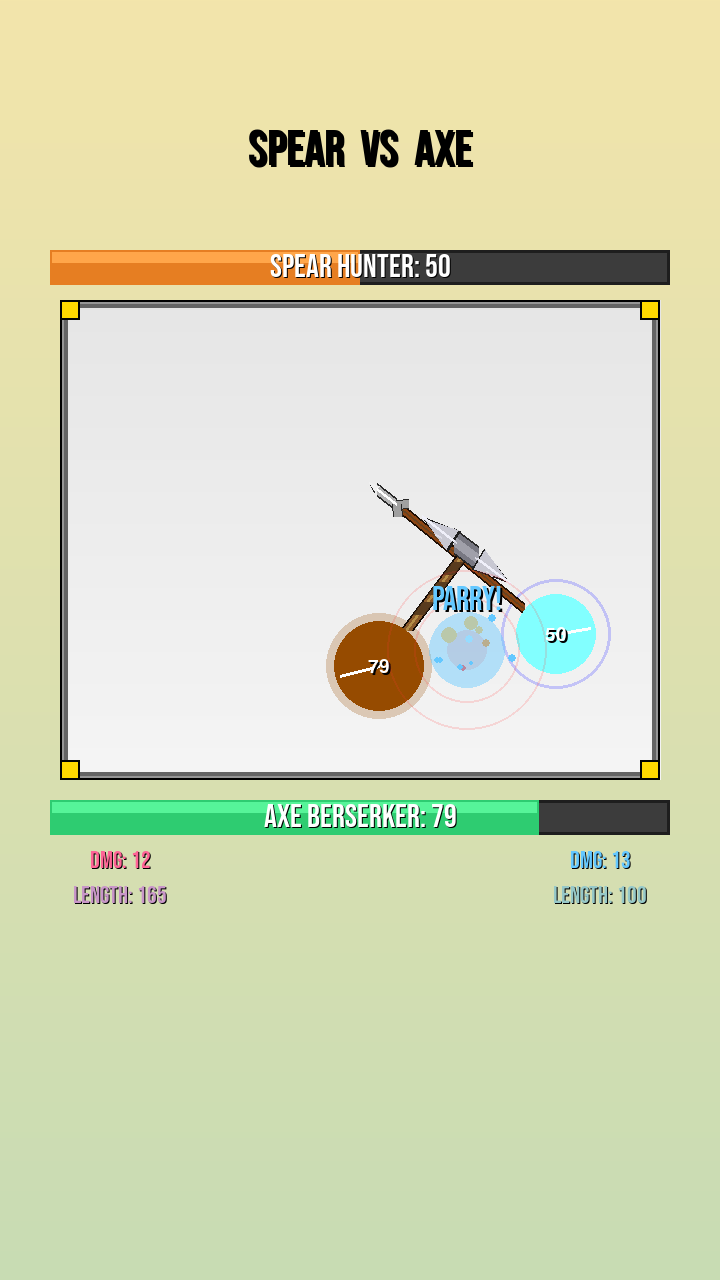 SPEAR VS AXE
SPEAR HUNTER: 50
PARRY!
50
79
AXE BERSERKER: 79
DMG: 12
DMG: 13
LENGTH: 165
LENGTH: 100